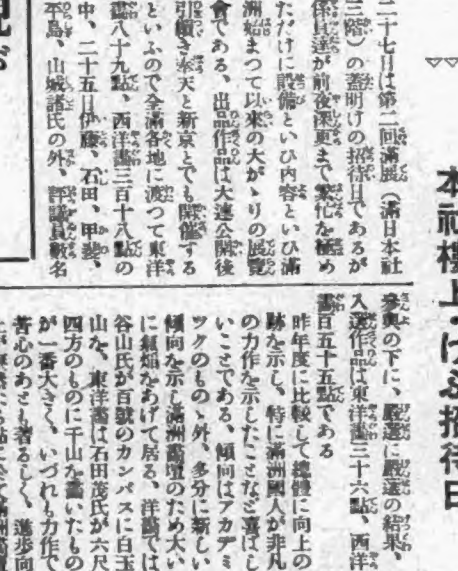 本社樓上・けふ招待日
二十七日は第二回滿展（滿日本社
三階）の蓋明けの招待日であるが
係員達が前夜深更まで繁忙を極め
ただけに設備といひ內容といひ滿
洲始まつて以來の大がゝりの展覽
會である、出品作品は大連公開後
引續き奉天と新京とでも開催する
といふので全滿各地に渡つて東洋
畫八十九點、西洋畫三百十八點の
中、二十五日伊藤、石田、甲斐、
平島、山城諸氏の外、評議員數名
參與の下に、嚴選に嚴選の結果、
入選作品は東洋畫三十六點、西洋
畫百五十五點である
昨年度に比較して總體に向上の
跡を示し、特に滿洲國人が非凡
の力作を示したことなど喜ばし
いことである、傾向はアカデミ
ツクのものゝ外、多分に新しい
傾向を示し滿洲畫壇のため大い
に氣焰をあげて居る、洋畫では
谷山氏が百號のカンバスに白玉
山を、東洋畫は石田茂氏が六尺
四方のものに千山を畫いたもの
が一番大きく、いづれも力作で
苦心のあとも著るしく、進步向